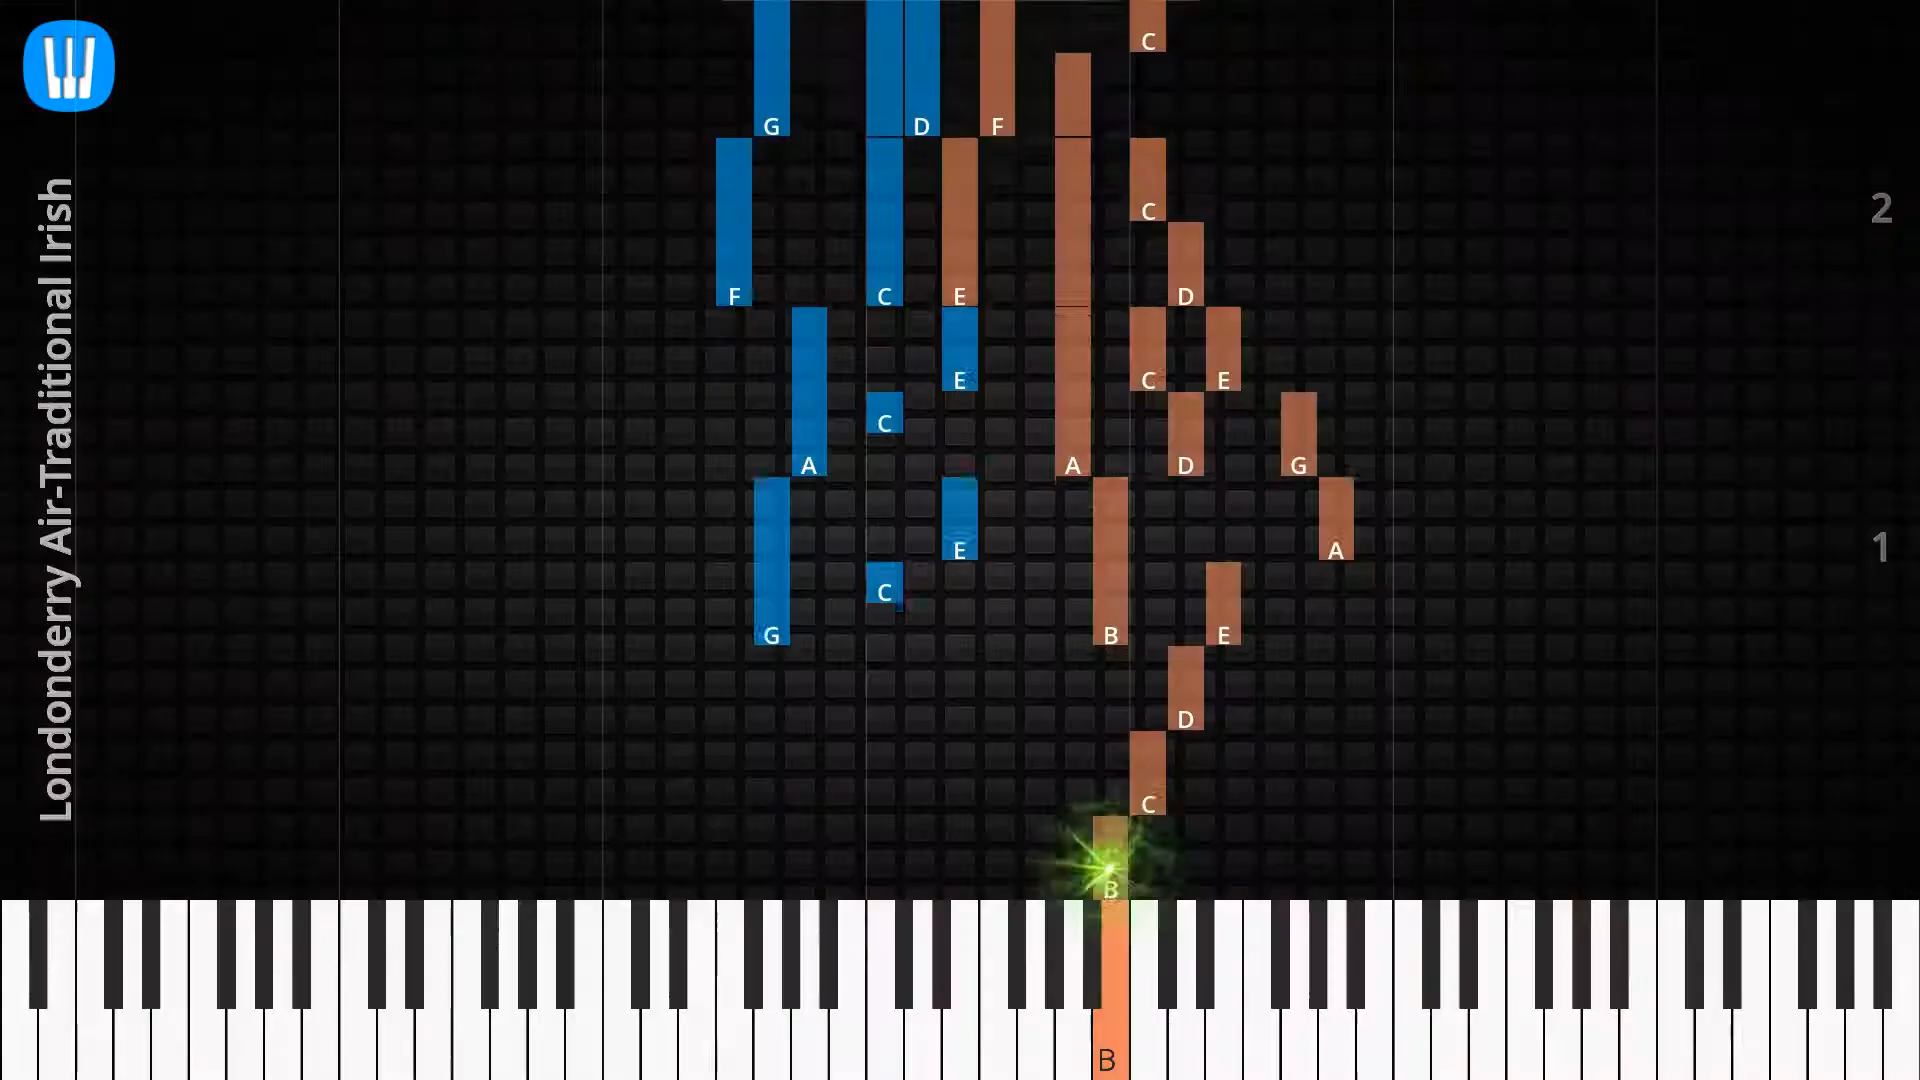 Londonderry Air-Traditional Irish
C
G D F
C
2
F C E D
E C E
C
A A D G
E A
1
C
G B E
D
C
B
B